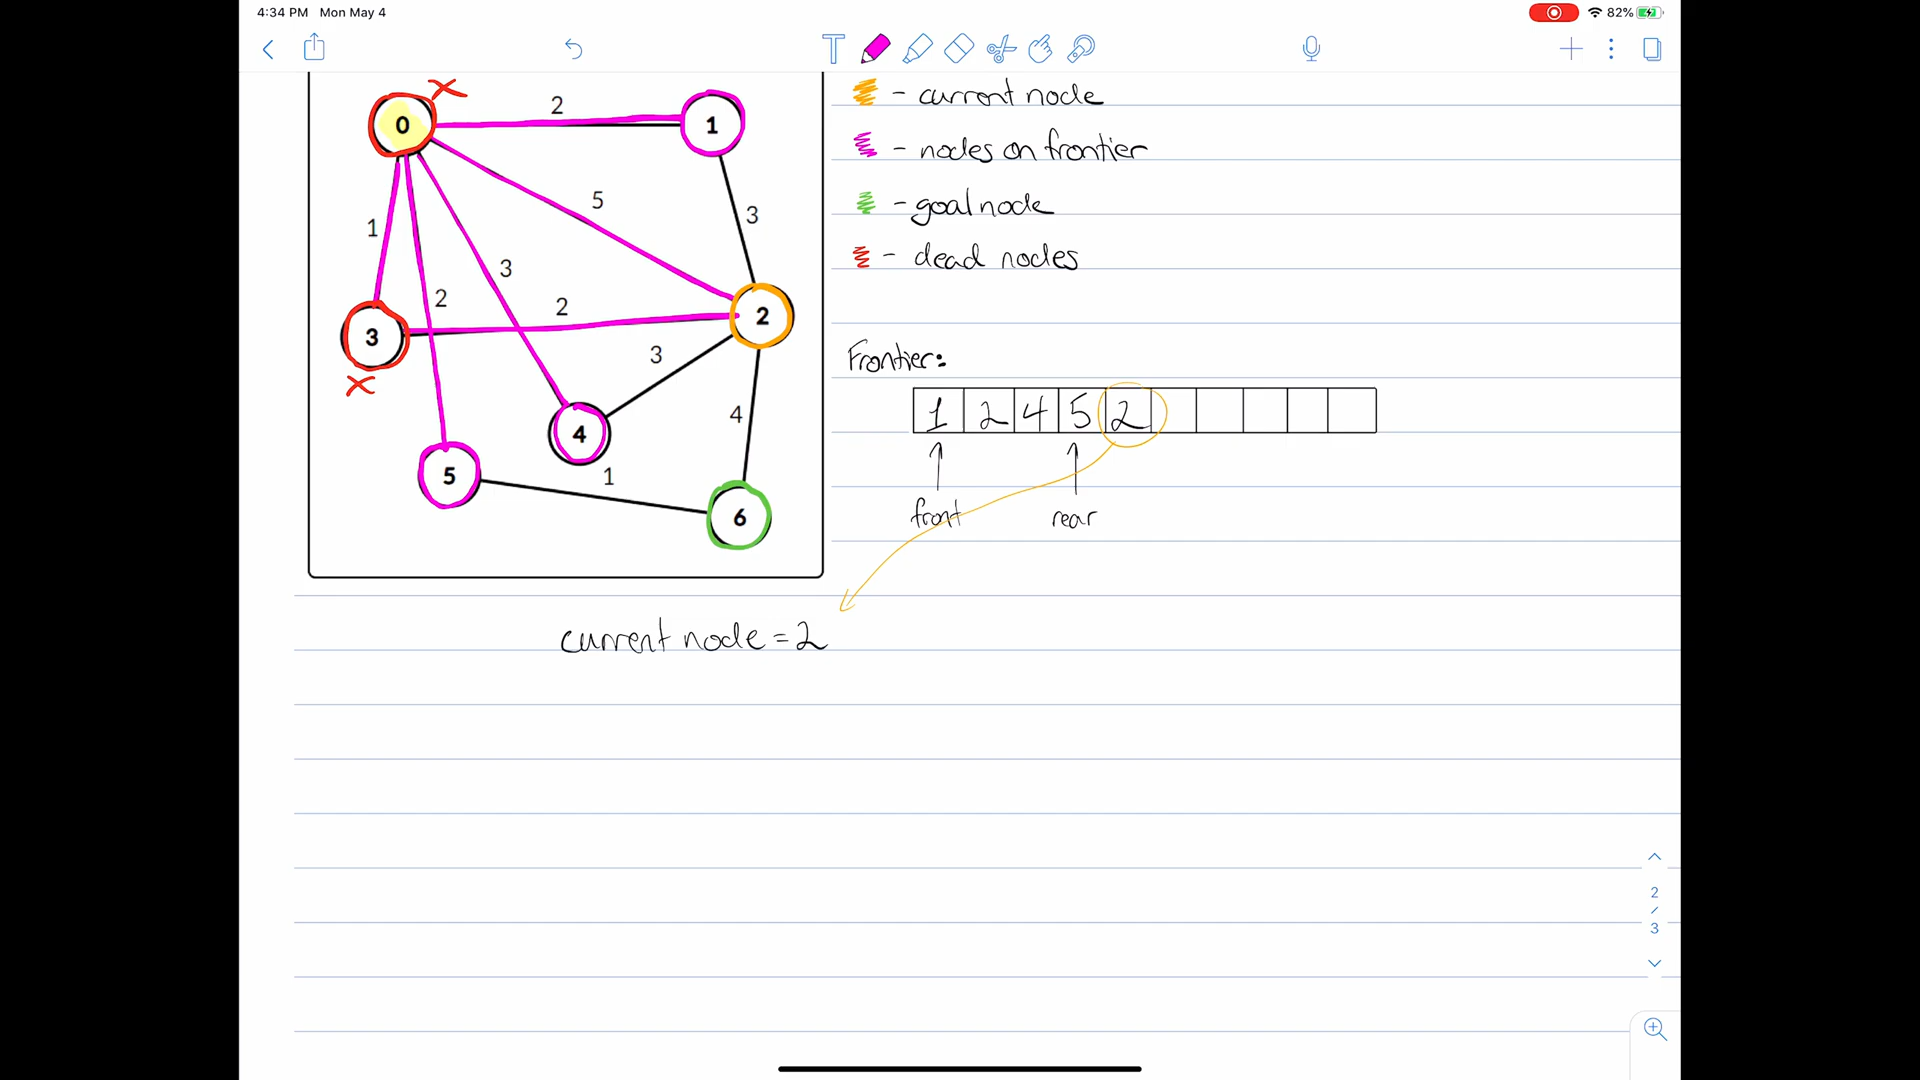 4:34 PM Mon May 4
82%
T
0
2
1
- current node
- nodes on frontier
5
- goal node
3
1
- dead nodes
3
2
2
2
3
3
Frontier:
1 2 4 5 2
4
4
5
1
6
front
rear
current node = 2
2
/
3